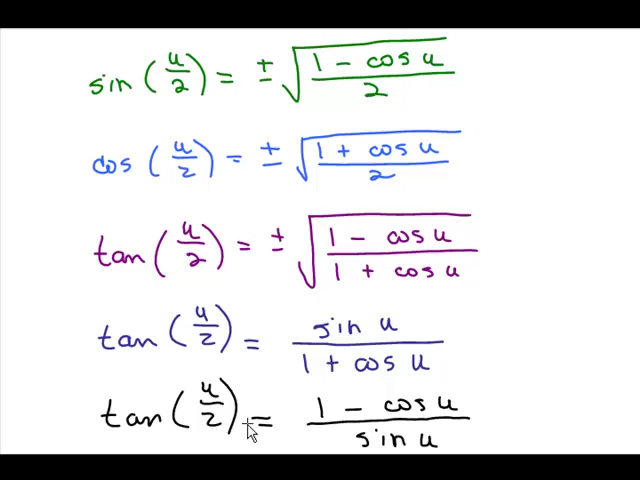 sin(u/2) = ± √((1 - cos u)/2)
cos(u/2) = ± √((1 + cos u)/2)
tan(u/2) = ± √((1 - cos u)/(1 + cos u))
tan(u/2) = (sin u)/(1 + cos u)
tan(u/2) = (1 - cos u)/(sin u)